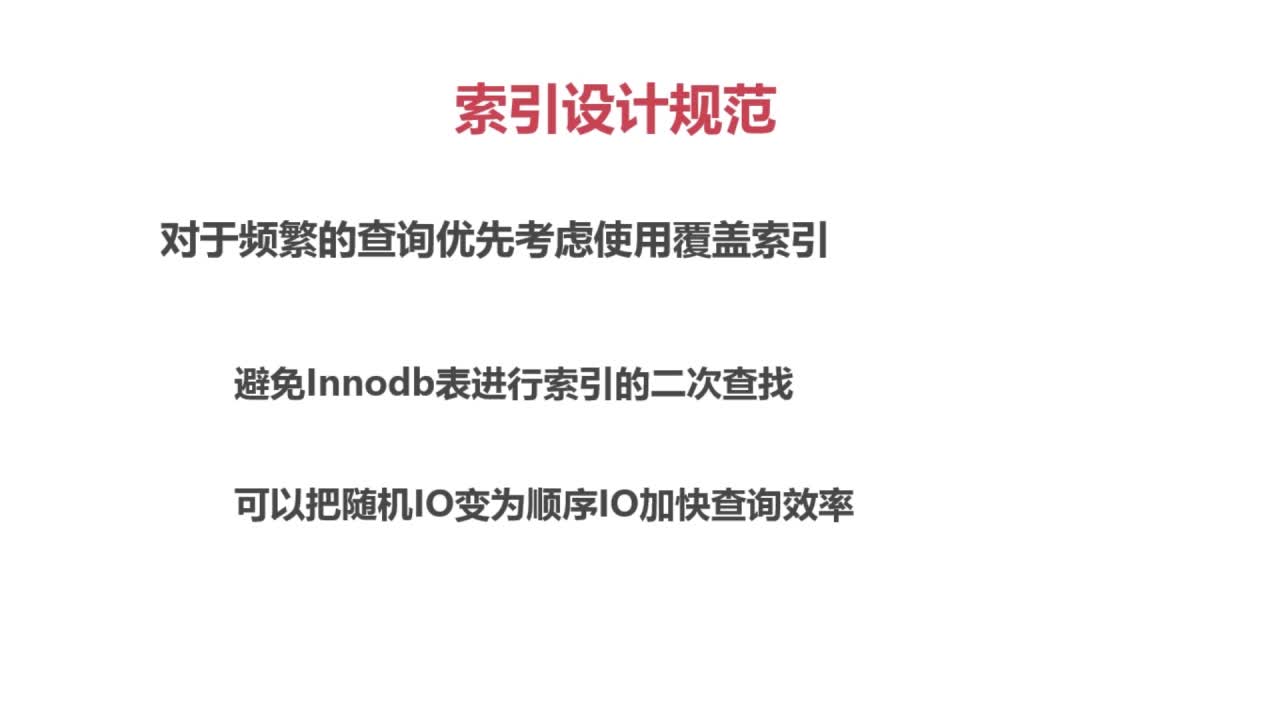 索引设计规范
对于频繁的查询优先考虑使用覆盖索引
避免Innodb表进行索引的二次查找
可以把随机IO变为顺序IO加快查询效率